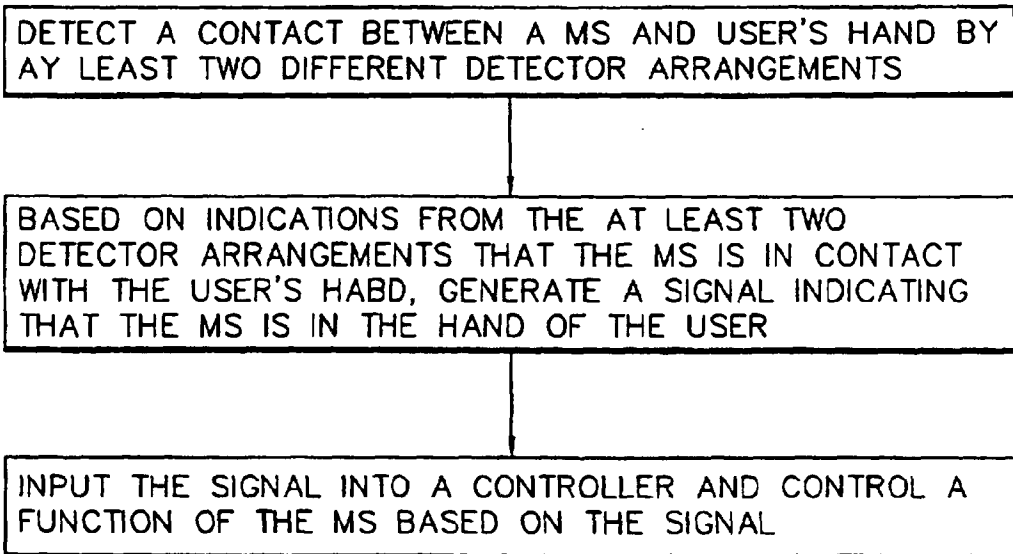 DETECT A CONTACT BETWEEN A MS AND USER'S HAND BY
AY LEAST TWO DIFFERENT DETECTOR ARRANGEMENTS
BASED ON INDICATIONS FROM THE AT LEAST TWO
DETECTOR ARRANGEMENTS THAT THE MS IS IN CONTACT
WITH THE USER'S HABD, GENERATE A SIGNAL INDICATING
THAT THE MS IS IN THE HAND OF THE USER
INPUT THE SIGNAL INTO A CONTROLLER AND CONTROL A
FUNCTION OF THE MS BASED ON THE SIGNAL